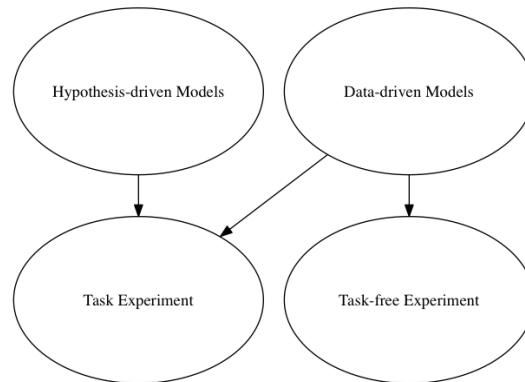 Hypothesis-driven Models
Data-driven Models
Task Experiment
Task-free Experiment